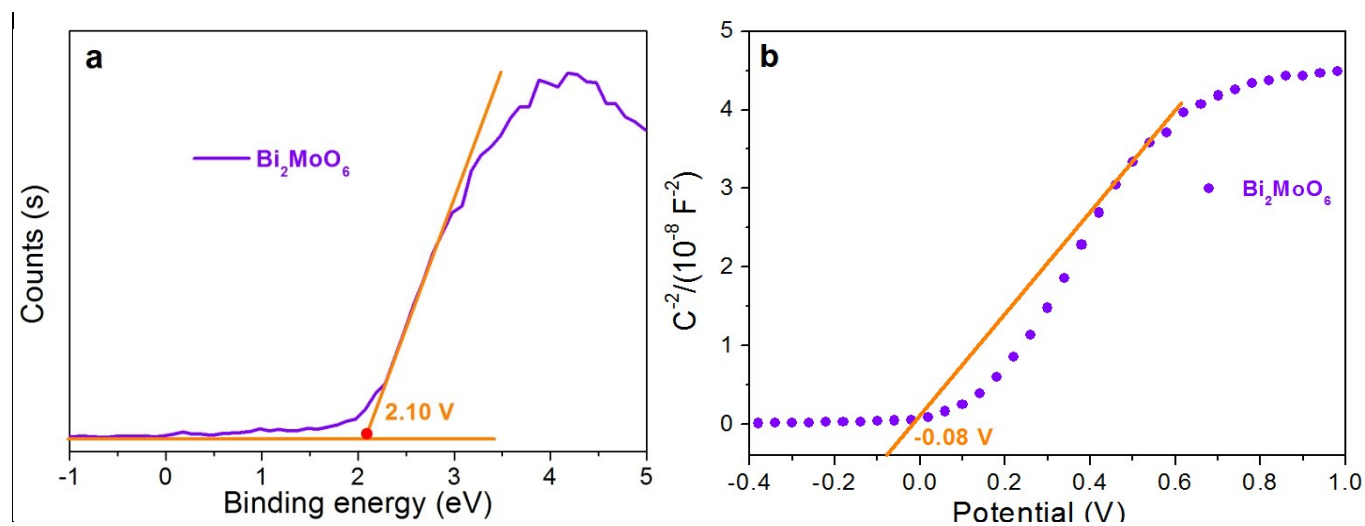 a
Counts (s)
Bi₂MoO₆
2.10 V
-1 0 1 2 3 4 5
Binding energy (eV)
b
C⁻²/(10⁻⁸ F⁻²)
5
4
3
2
1
0
Bi₂MoO₆
-0.08 V
-0.4 -0.2 0.0 0.2 0.4 0.6 0.8 1.0
Potential (V)